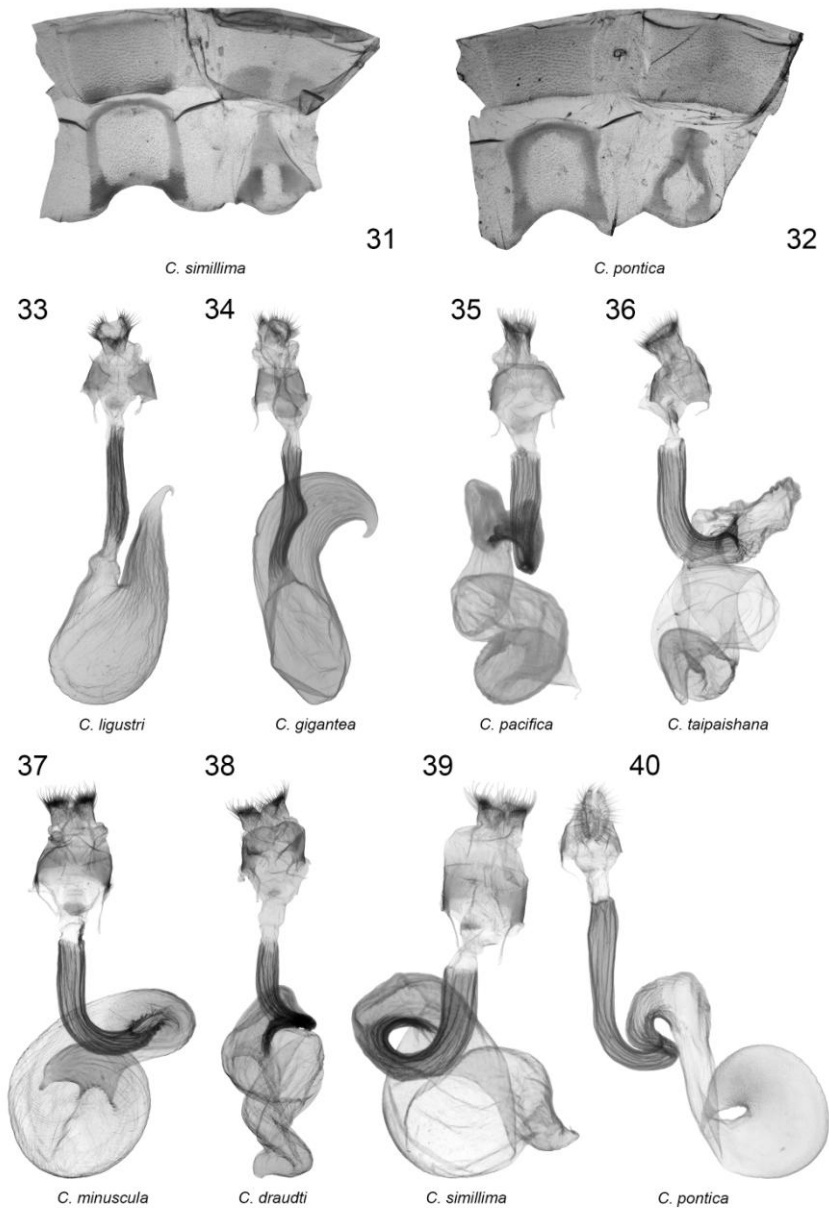 31
32
C. simillima
C. pontica
33
34
35
36
C. ligustri
C. gigantea
C. pacifica
C. taipaishana
37
38
39
40
C. minuscula
C. draudti
C. simillima
C. pontica